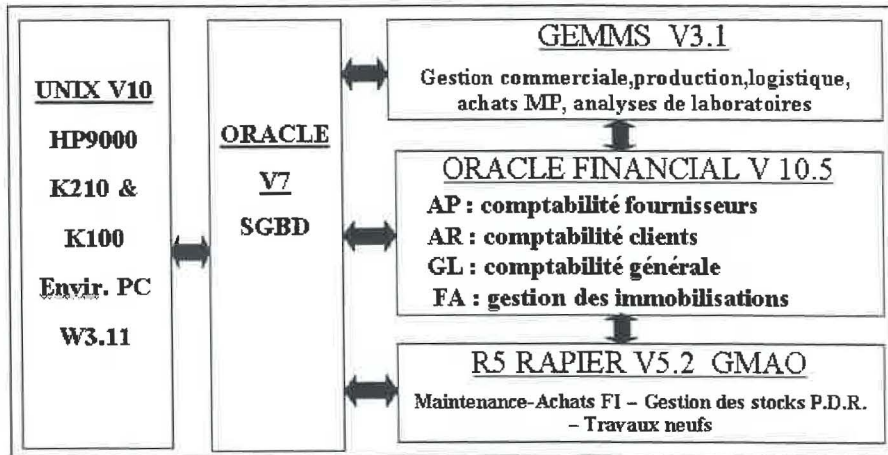 UNIX V10
HP9000
K210 &
K100
Envir. PC
W3.11
ORACLE
V7
SGBD
GEMMS V3.1
Gestion commerciale,production,logistique,
achats MP, analyses de laboratoires
ORACLE FINANCIAL V 10.5
AP : comptabilité fournisseurs
AR : comptabilité clients
GL : comptabilité générale
FA : gestion des immobilisations
R5 RAPIER V5.2 GMAO
Maintenance-Achats FI – Gestion des stocks P.D.R.
– Travaux neufs